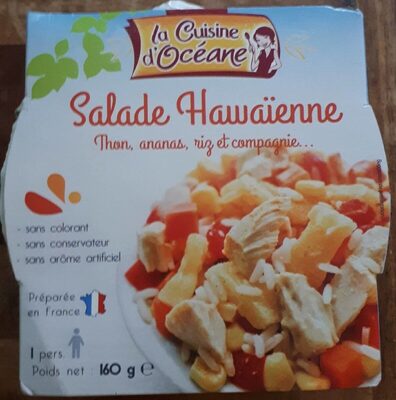 la Cuisine
d'Océane
Salade Hawaïenne
Thon, ananas, riz et compagnie...
- sans colorant
- sans conservateur
- sans arôme artificiel
Préparée
en France
1 pers.
Poids net : 160 g e